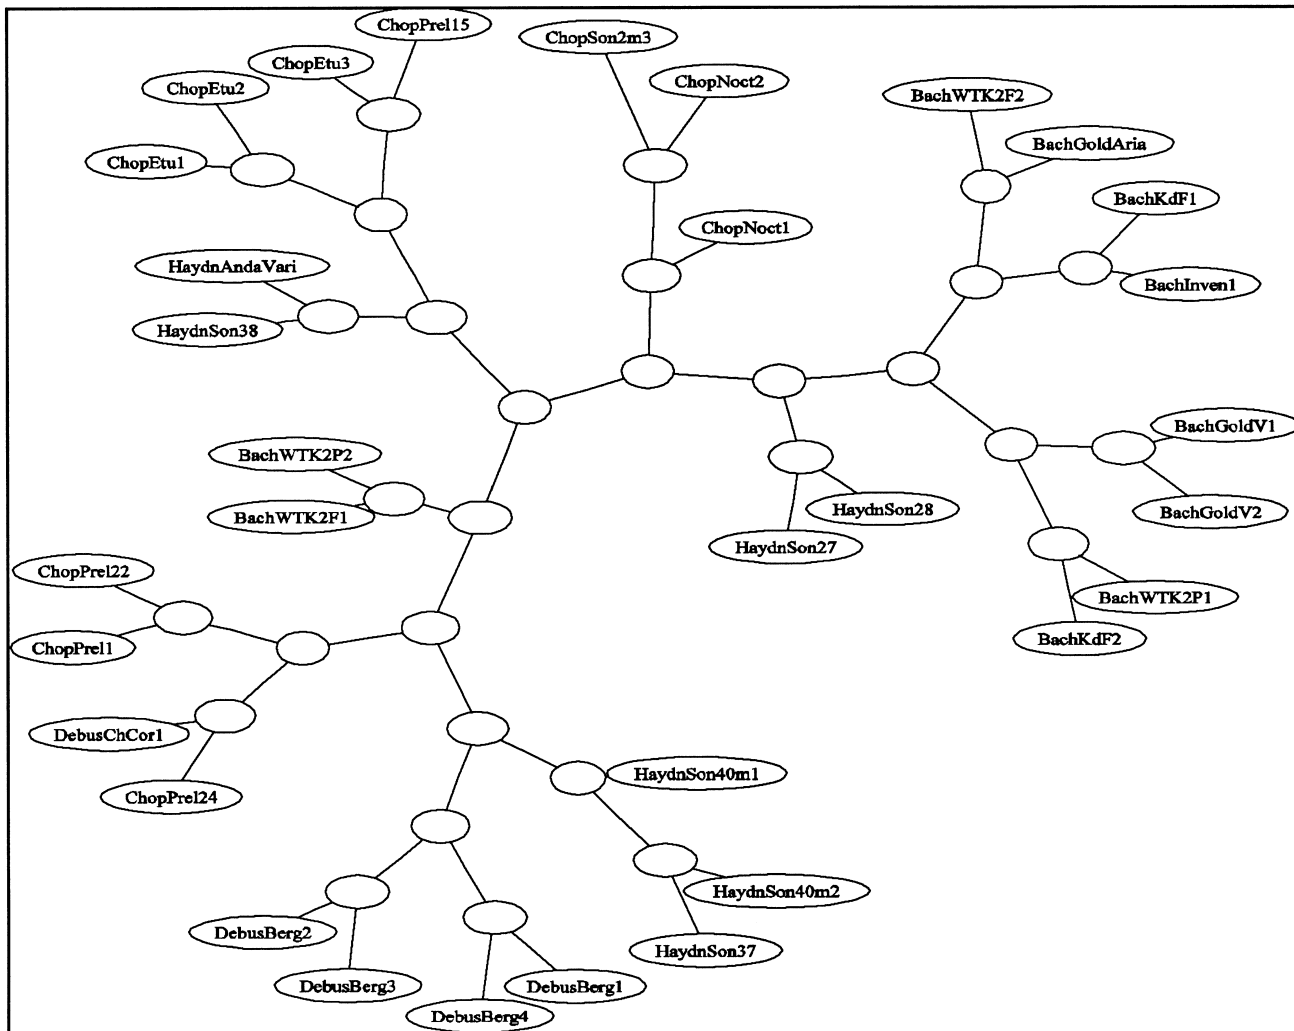 ChopPrel15
ChopSon2m3
ChopEtu3
ChopNoct2
ChopEtu2
BachWTK2F2
BachGoldAria
ChopEtu1
BachKdF1
ChopNoct1
HaydnAndaVari
BachInven1
HaydnSon38
BachGoldV1
BachWTK2P2
HaydnSon28
BachGoldV2
BachWTK2F1
HaydnSon27
ChopPrel22
BachWTK2P1
BachKdF2
ChopPrel1
DebusChCor1
HaydnSon40m1
ChopPrel24
HaydnSon40m2
DebusBerg2
HaydnSon37
DebusBerg3
DebusBerg1
DebusBerg4